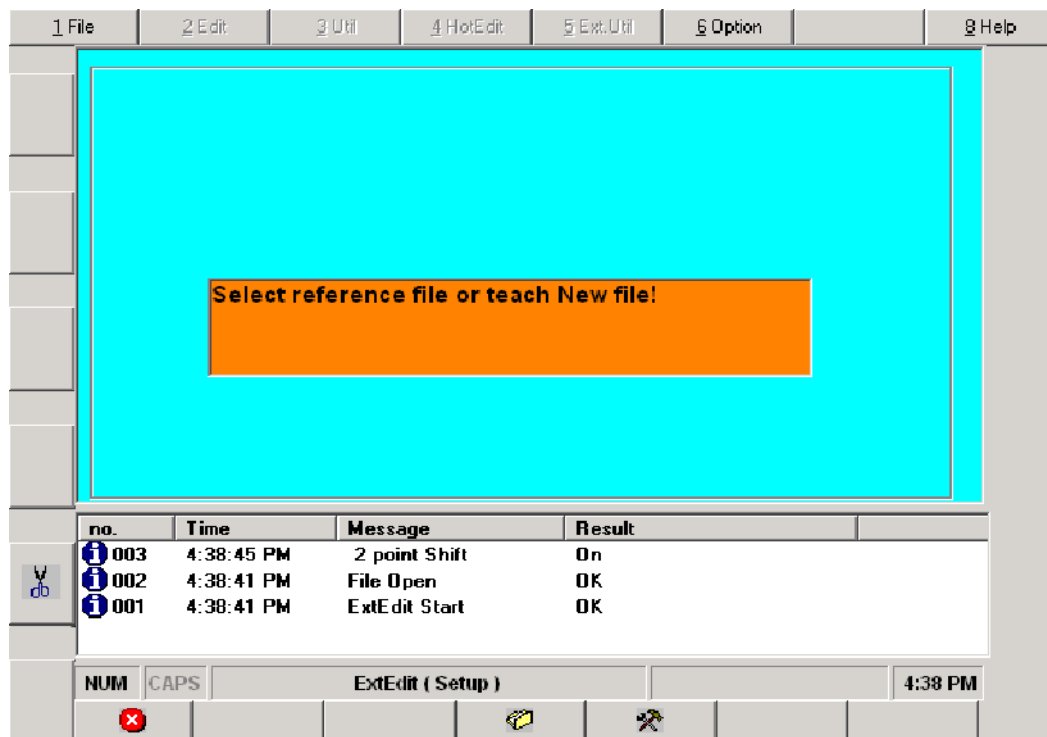 1 File 2 Edit 3 Util 4 HotEdit 5 Ext.Util 6 Option 8 Help
Select reference file or teach New file!
no. Time Message Result
003 4:38:45 PM 2 point Shift On
002 4:38:41 PM File Open OK
001 4:38:41 PM ExtEdit Start OK
NUM CAPS ExtEdit ( Setup ) 4:38 PM